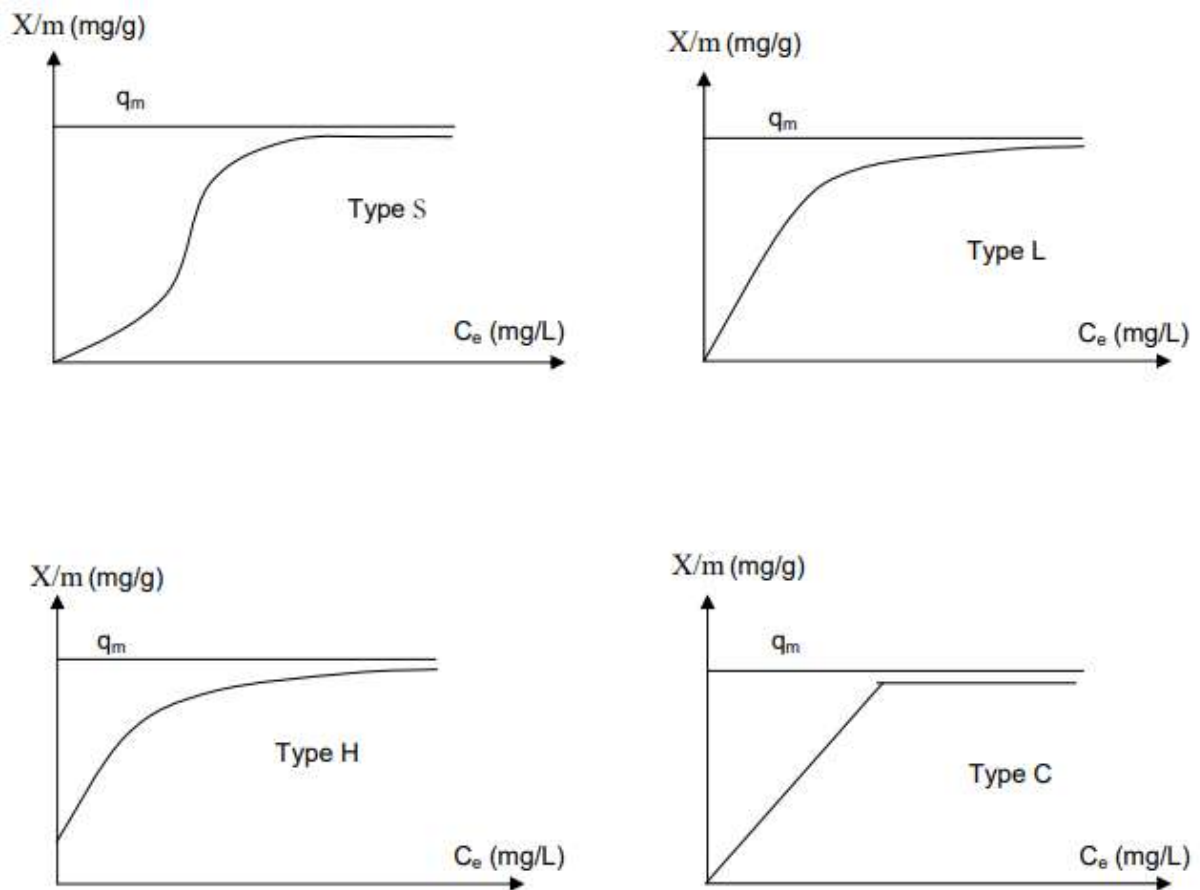 X/m (mg/g)
qₘ
Type S
Cₑ (mg/L)
X/m (mg/g)
qₘ
Type L
Cₑ (mg/L)
X/m (mg/g)
qₘ
Type H
Cₑ (mg/L)
X/m (mg/g)
qₘ
Type C
Cₑ (mg/L)